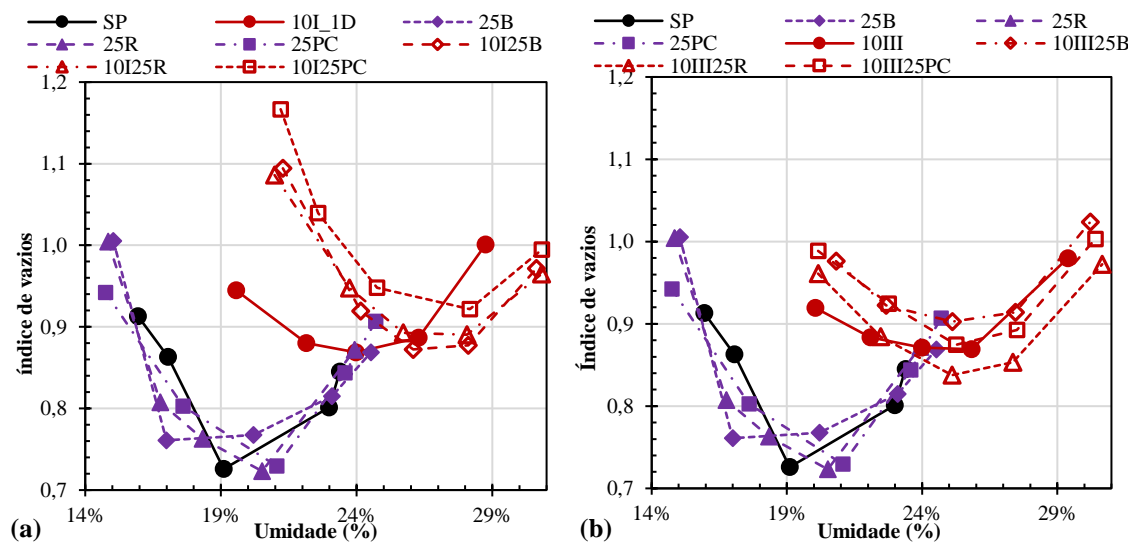 SP 10I_1D
25R 25PC 25B
10I25R 10I25PC 10I25B
índice de vazios
1,2
1,1
1,0
0,9
0,8
0,7
14% 19% 24% 29%
(a) Umidade (%)
SP 25B 25R
25PC 10III 10III25B
10III25R 10III25PC
Índice de vazios
1,2
1,1
1,0
0,9
0,8
0,7
14% 19% 24% 29%
(b) Umidade (%)